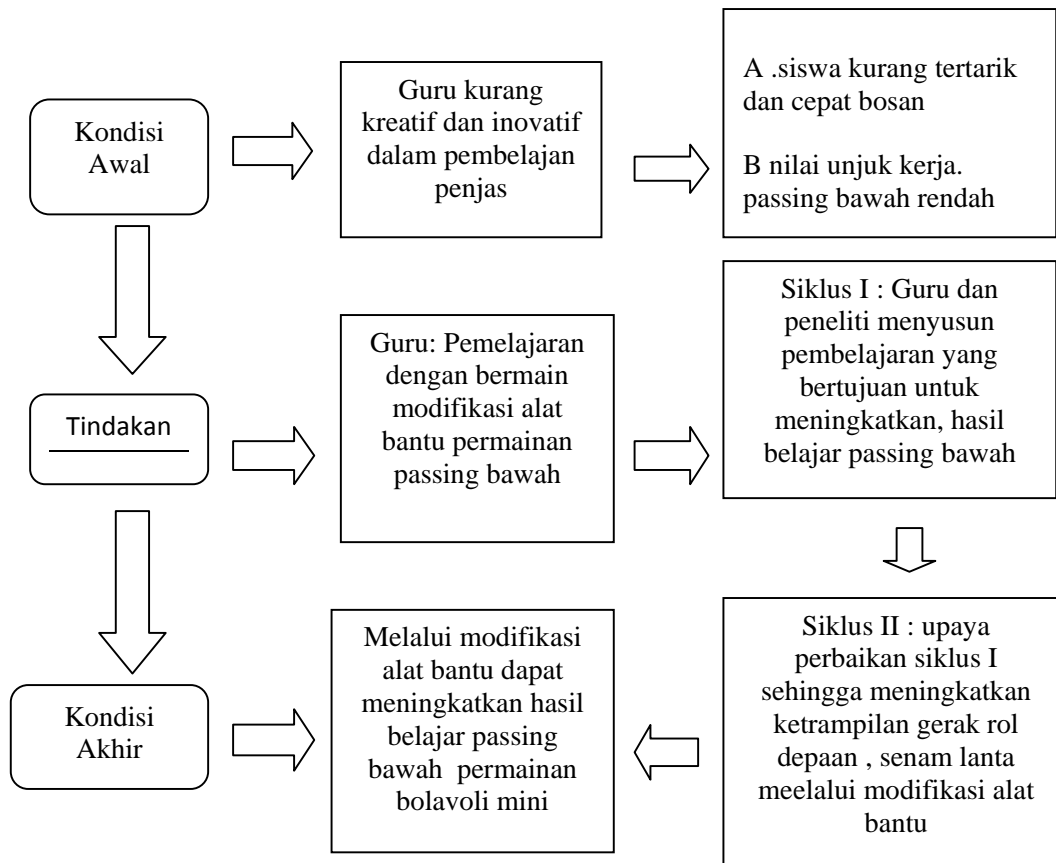 Kondisi
Awal
Guru kurang
kreatif dan inovatif
dalam pembelajan
penjas
A .siswa kurang tertarik
dan cepat bosan
B nilai unjuk kerja.
passing bawah rendah
Tindakan
Guru: Pemelajaran
dengan bermain
modifikasi alat
bantu permainan
passing bawah
Siklus I : Guru dan
peneliti menyusun
pembelajaran yang
bertujuan untuk
meningkatkan, hasil
belajar passing bawah
Kondisi
Akhir
Melalui modifikasi
alat bantu dapat
meningkatkan hasil
belajar passing
bawah permainan
bolavoli mini
Siklus II : upaya
perbaikan siklus I
sehingga meningkatkan
ketrampilan gerak rol
depaan , senam lanta
meelalui modifikasi alat
bantu